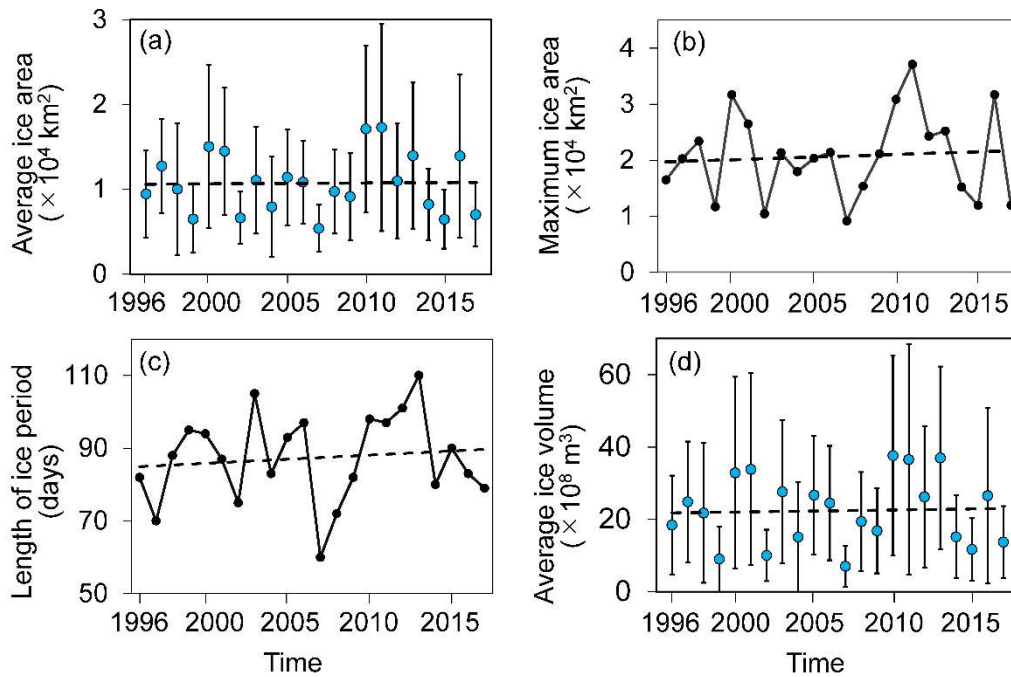 (a)
Average ice area
(×10⁴ km²)
3
2
1
0
1996 2000 2005 2010 2015
(b)
Maximum ice area
(×10⁴ km²)
4
3
2
1
0
1996 2000 2005 2010 2015
(c)
Length of ice period
(days)
110
90
70
50
1996 2000 2005 2010 2015
Time
(d)
Average ice volume
(×10⁸ m³)
60
40
20
0
1996 2000 2005 2010 2015
Time